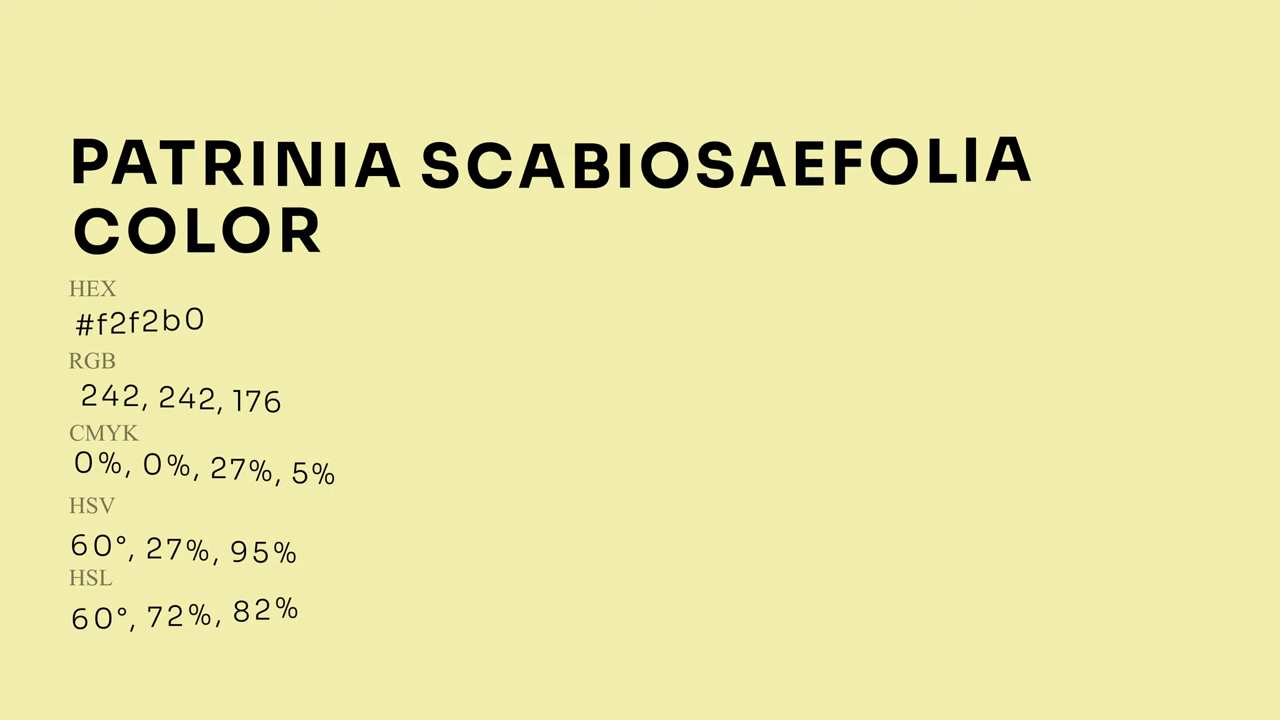 PATRINIA SCABIOSAEFOLIA
COLOR
HEX
#f2f2b0
RGB
242, 242, 176
CMYK
0%, 0%, 27%, 5%
HSV
60°, 27%, 95%
HSL
60°, 72%, 82%